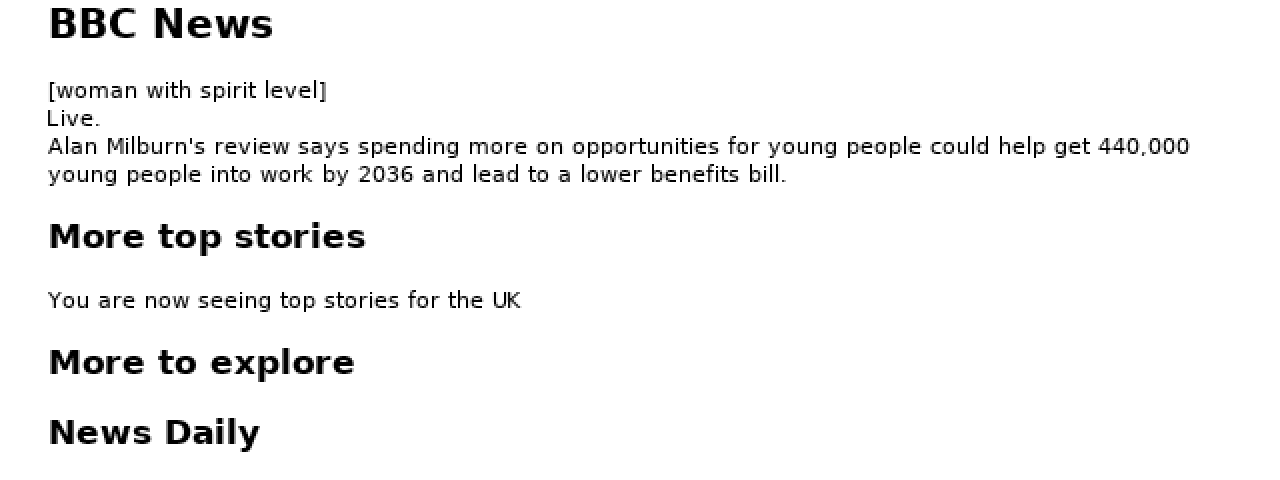 BBC News
[woman with spirit level]
Live.
Alan Milburn's review says spending more on opportunities for young people could help get 440,000
young people into work by 2036 and lead to a lower benefits bill.
More top stories
You are now seeing top stories for the UK
More to explore
News Daily